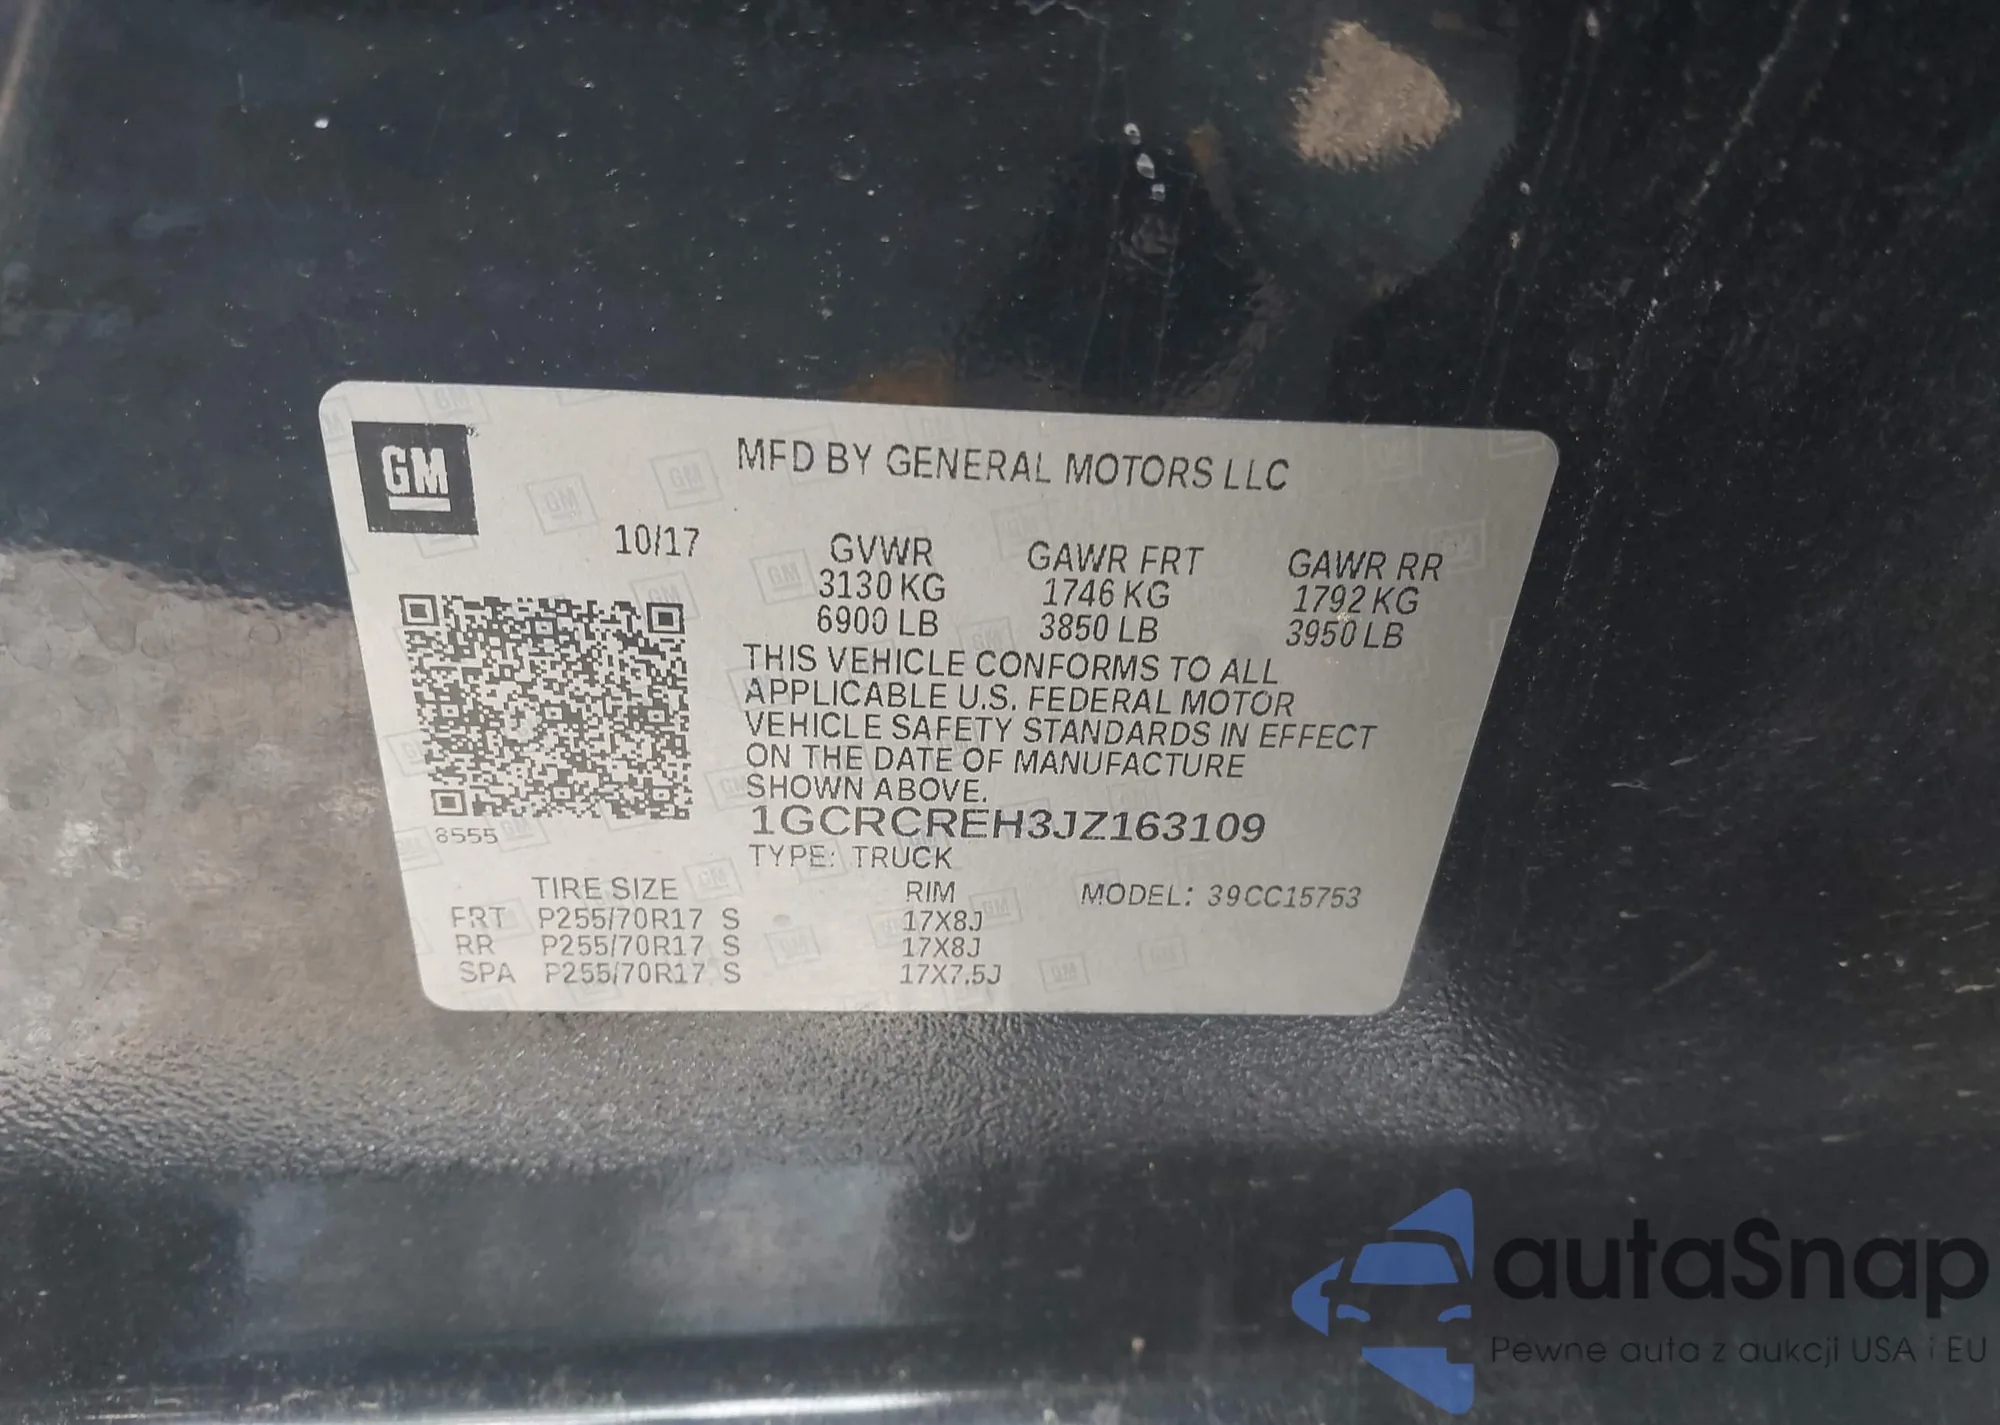 GM
MFD BY GENERAL MOTORS LLC
10/17
GVWR GAWR FRT GAWR RR
3130 KG 1746 KG 1792 KG
6900 LB 3850 LB 3950 LB
THIS VEHICLE CONFORMS TO ALL
APPLICABLE U.S. FEDERAL MOTOR
VEHICLE SAFETY STANDARDS IN EFFECT
ON THE DATE OF MANUFACTURE
SHOWN ABOVE.
8555
1GCRCREH3JZ163109
TYPE: TRUCK
TIRE SIZE RIM MODEL: 39CC15753
FRT P255/70R17 S 17X8J
RR P255/70R17 S 17X8J
SPA P255/70R17 S 17X7.5J
autaSnap
Pewne auta z aukcji USA i EU